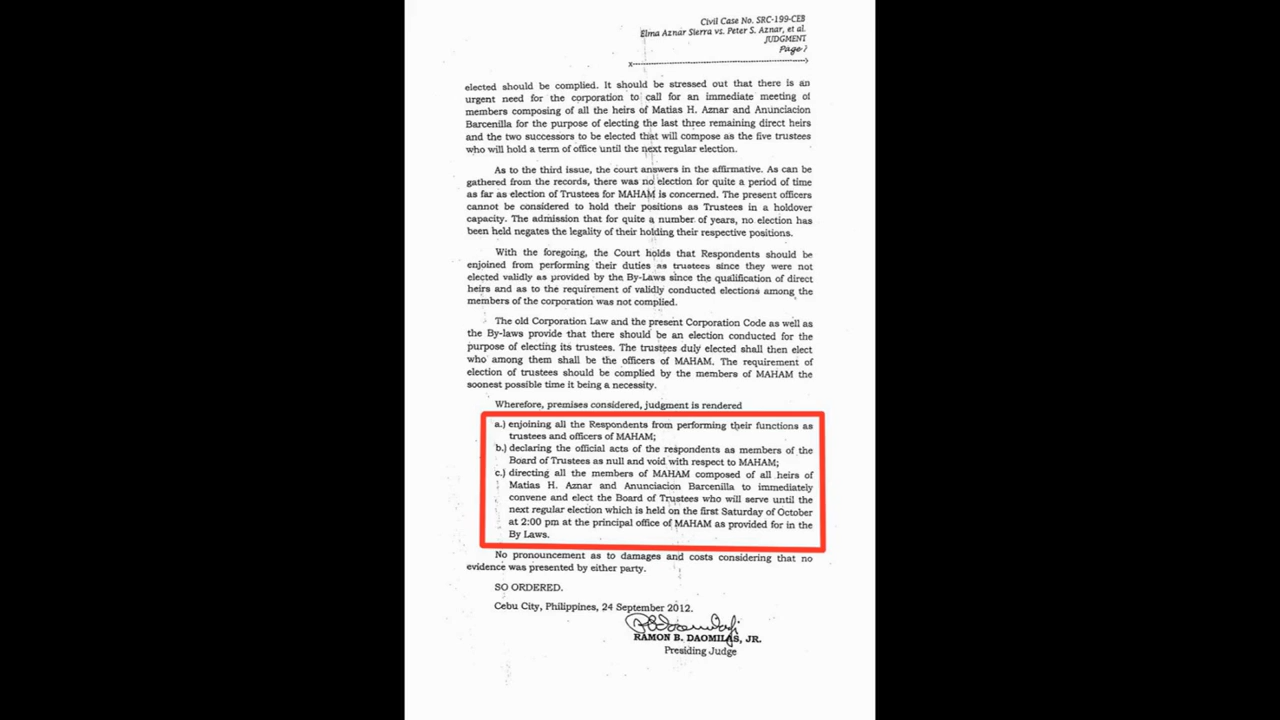 Civil Case No. SRC-199-CEB
Elma Aznar Sierra vs. Peter S. Aznar, et al.
JUDGMENT
Page 7
x---------------------------------------------------->
elected should be complied. It should be stressed out that there is an
urgent need for the corporation to call for an immediate meeting of
members composing of all the heirs of Matias H. Aznar and Anunciacion
Barcenilla for the purpose of electing the last three remaining direct heirs
and the two successors to be elected that will compose as the five trustees
who will hold a term of office until the next regular election.
As to the third issue, the court answers in the affirmative. As can be
gathered from the records, there was no election for quite a period of time
as far as election of Trustees for MAHAM is concerned. The present officers
cannot be considered to hold their positions as Trustees in a holdover
capacity. The admission that for quite a number of years, no election has
been held negates the legality of their holding their respective positions.
With the foregoing, the Court holds that Respondents should be
enjoined from performing their duties as trustees since they were not
elected validly as provided by the By-Laws since the qualification of direct
heirs and as to the requirement of validly conducted elections among the
members of the corporation was not complied.
The old Corporation Law and the present Corporation Code as well as
the By-laws provide that there should be an election conducted for the
purpose of electing its trustees. The trustees duly elected shall then elect
who among them shall be the officers of MAHAM. The requirement of
election of trustees should be complied by the members of MAHAM the
soonest possible time it being a necessity.
Wherefore, premises considered, judgment is rendered
a.) enjoining all the Respondents from performing their functions as
trustees and officers of MAHAM;
b.) declaring the official acts of the respondents as members of the
Board of Trustees as null and void with respect to MAHAM;
c.) directing all the members of MAHAM composed of all heirs of
Matias H. Aznar and Anunciacion Barcenilla to immediately
convene and elect the Board of Trustees who will serve until the
next regular election which is held on the first Saturday of October
at 2:00 pm at the principal office of MAHAM as provided for in the
By Laws.
No pronouncement as to damages and costs considering that no
evidence was presented by either party.
SO ORDERED.
Cebu City, Philippines, 24 September 2012.
RAMON B. DAOMILAS, JR.
Presiding Judge